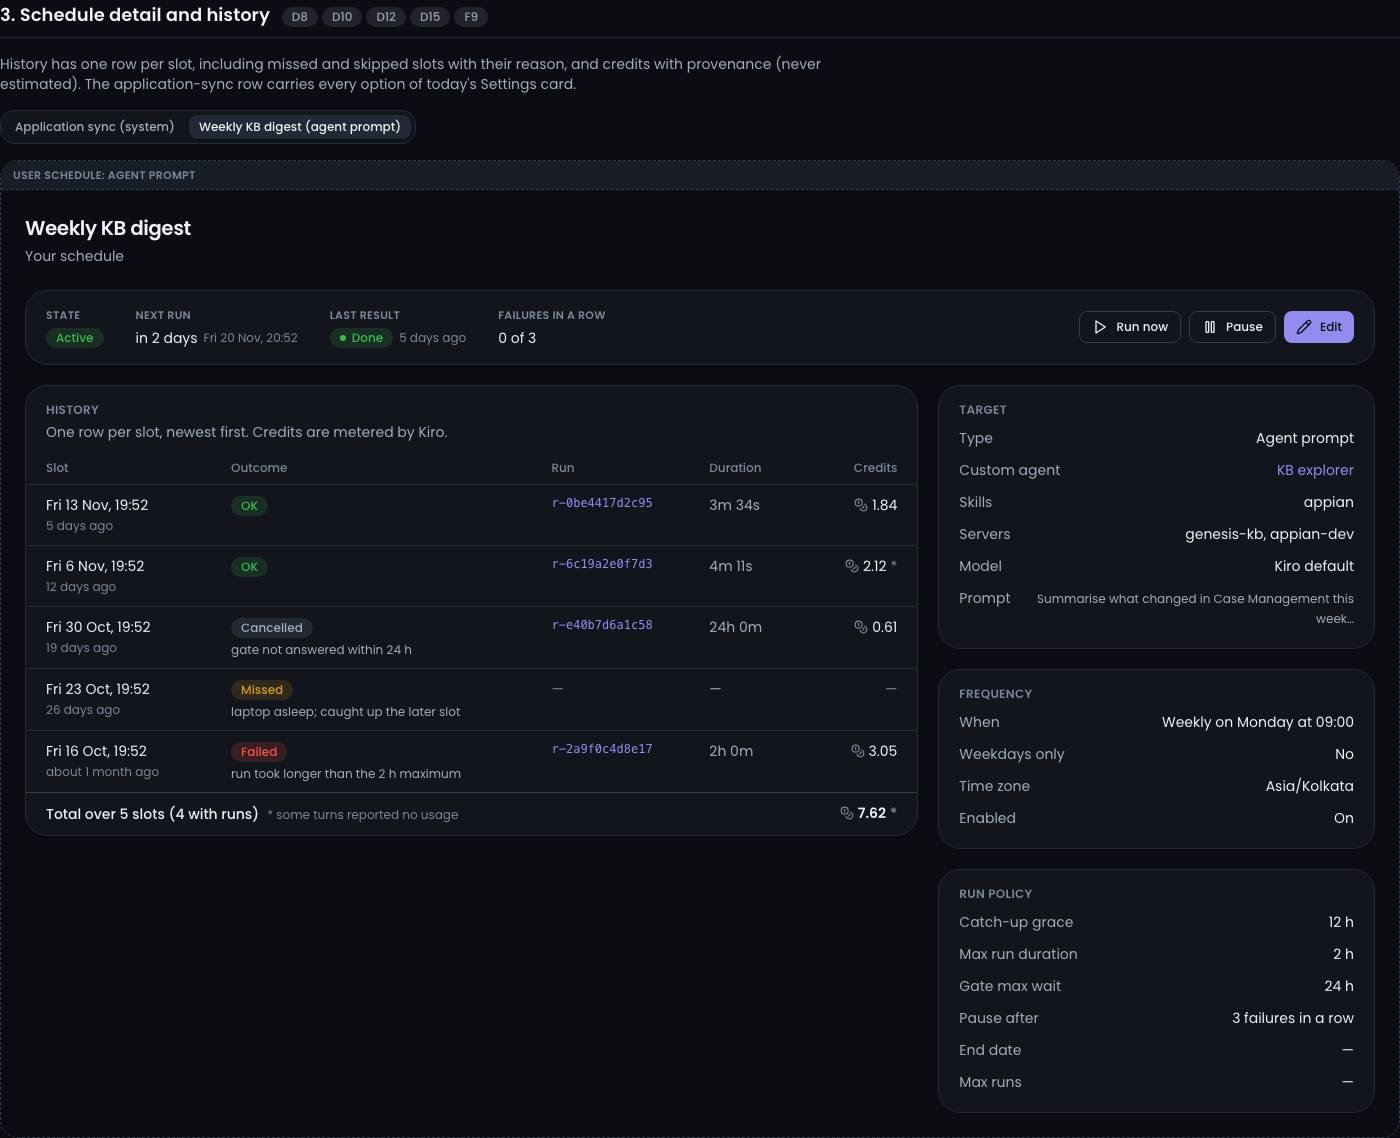 3. Schedule detail and history D8 D10 D12 D15 F9
History has one row per slot, including missed and skipped slots with their reason, and credits with provenance (never
estimated). The application-sync row carries every option of today's Settings card.
Application sync (system) Weekly KB digest (agent prompt)
USER SCHEDULE: AGENT PROMPT
Weekly KB digest
Your schedule
STATE NEXT RUN LAST RESULT FAILURES IN A ROW
Active in 2 days Fri 20 Nov, 20:52 Done 5 days ago 0 of 3
Run now Pause Edit
HISTORY
One row per slot, newest first. Credits are metered by Kiro.
Slot Outcome Run Duration Credits
Fri 13 Nov, 19:52 OK r-0be4417d2c95 3m 34s 1.84
5 days ago
Fri 6 Nov, 19:52 OK r-6c19a2e0f7d3 4m 11s 2.12 *
12 days ago
Fri 30 Oct, 19:52 Cancelled r-e40b7d6a1c58 24h 0m 0.61
19 days ago gate not answered within 24 h
Fri 23 Oct, 19:52 Missed — — —
26 days ago laptop asleep; caught up the later slot
Fri 16 Oct, 19:52 Failed r-2a9f0c4d8e17 2h 0m 3.05
about 1 month ago run took longer than the 2 h maximum
Total over 5 slots (4 with runs) * some turns reported no usage 7.62 *
TARGET
Type Agent prompt
Custom agent KB explorer
Skills appian
Servers genesis-kb, appian-dev
Model Kiro default
Prompt Summarise what changed in Case Management this
week…
FREQUENCY
When Weekly on Monday at 09:00
Weekdays only No
Time zone Asia/Kolkata
Enabled On
RUN POLICY
Catch-up grace 12 h
Max run duration 2 h
Gate max wait 24 h
Pause after 3 failures in a row
End date —
Max runs —